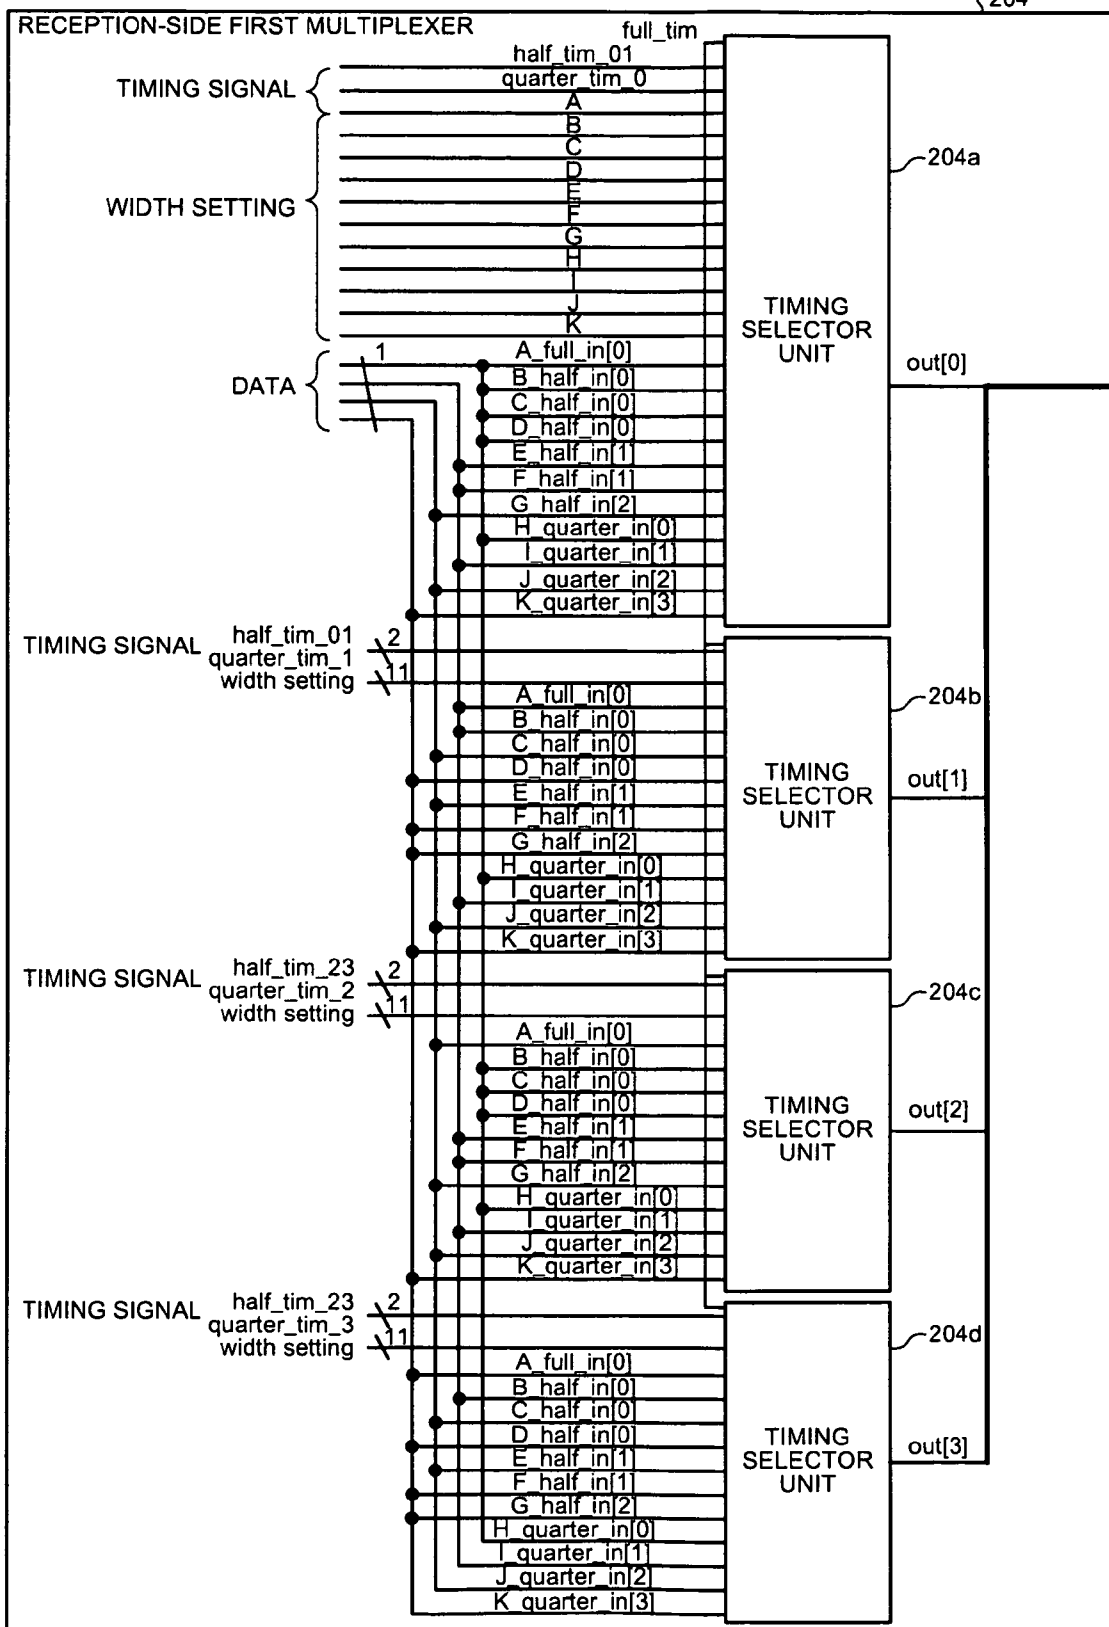 204
RECEPTION-SIDE FIRST MULTIPLEXER
full_tim
half_tim_01
quarter_tim_0
TIMING SIGNAL
A
B
C
D
E
F
G
H
I
J
K
WIDTH SETTING
204a
TIMING
SELECTOR
UNIT
1
DATA
A_full_in[0]
B_half_in[0]
C_half_in[0]
D_half_in[0]
E_half_in[1]
F_half_in[1]
G_half_in[2]
H_quarter_in[0]
I_quarter_in[1]
J_quarter_in[2]
K_quarter_in[3]
out[0]
TIMING SIGNAL
half_tim_01
quarter_tim_1
width setting
2
11
A_full_in[0]
B_half_in[0]
C_half_in[0]
D_half_in[0]
E_half_in[1]
F_half_in[1]
G_half_in[2]
H_quarter_in[0]
I_quarter_in[1]
J_quarter_in[2]
K_quarter_in[3]
204b
TIMING
SELECTOR
UNIT
out[1]
TIMING SIGNAL
half_tim_23
quarter_tim_2
width setting
2
11
A_full_in[0]
B_half_in[0]
C_half_in[0]
D_half_in[0]
E_half_in[1]
F_half_in[1]
G_half_in[2]
H_quarter_in[0]
I_quarter_in[1]
J_quarter_in[2]
K_quarter_in[3]
204c
TIMING
SELECTOR
UNIT
out[2]
TIMING SIGNAL
half_tim_23
quarter_tim_3
width setting
2
11
A_full_in[0]
B_half_in[0]
C_half_in[0]
D_half_in[0]
E_half_in[1]
F_half_in[1]
G_half_in[2]
H_quarter_in[0]
I_quarter_in[1]
J_quarter_in[2]
K_quarter_in[3]
204d
TIMING
SELECTOR
UNIT
out[3]